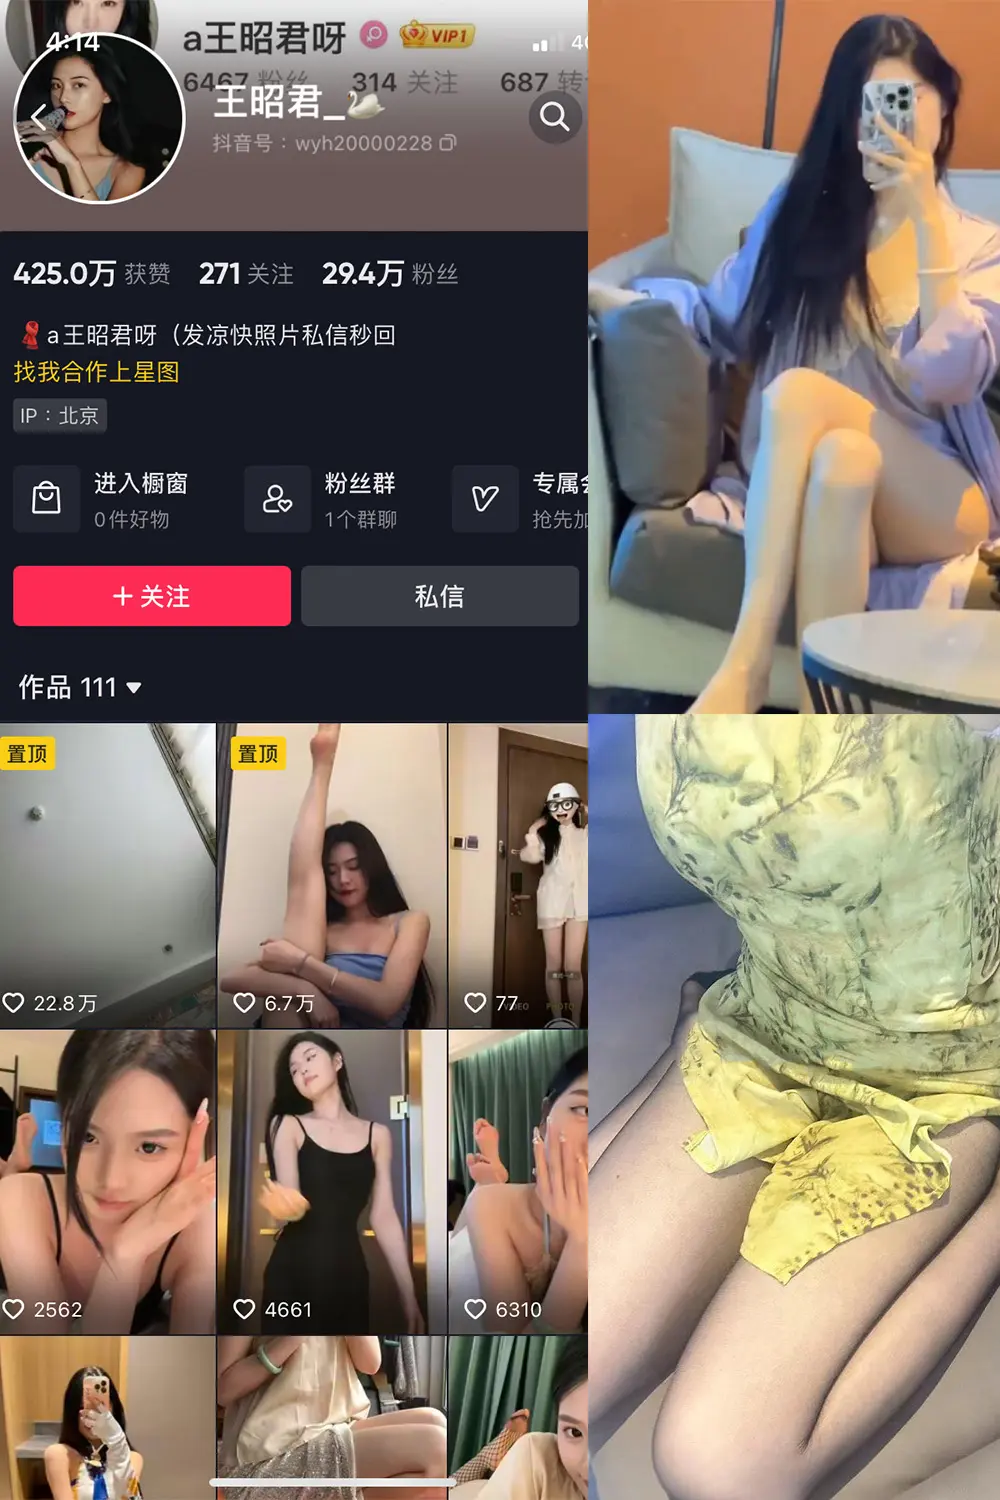 4:14
a王昭君呀
VIP1
6467 粉丝 314 关注 687
王昭君_
抖音号：wyh20000228
425.0万 获赞 271 关注 29.4万 粉丝
a王昭君呀（发凉快照片私信秒回
找我合作上星图
IP：北京
进入橱窗
0件好物
粉丝群
1个群聊
专属
抢先加
+ 关注
私信
作品 111
置顶
置顶
22.8万
6.7万
77
2562
4661
6310